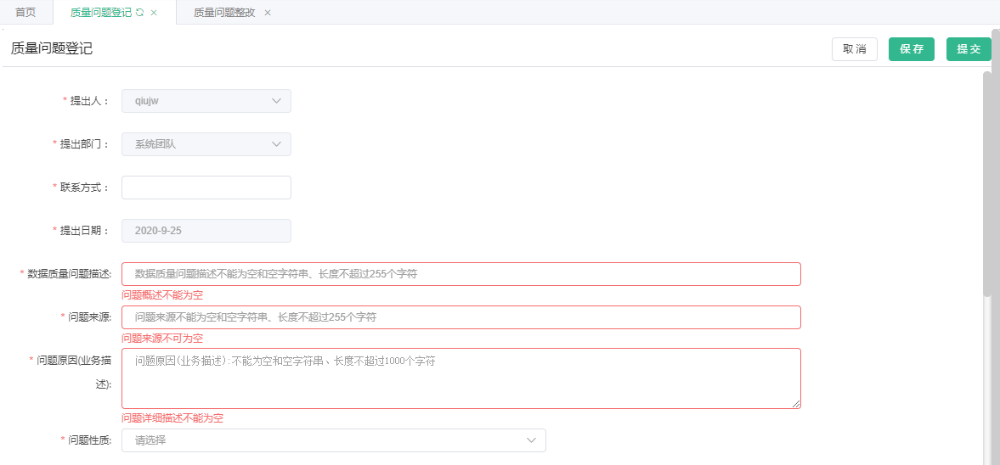 首页 质量问题登记 质量问题整改
质量问题登记 取 消 保 存 提 交
* 提出人： qiujw
* 提出部门： 系统团队
* 联系方式：
* 提出日期： 2020-9-25
* 数据质量问题描述: 数据质量问题描述不能为空和空字符串、长度不超过255个字符
问题概述不能为空
* 问题来源: 问题来源不能为空和空字符串、长度不超过255个字符
问题来源不可为空
* 问题原因(业务描 问题原因(业务描述):不能为空和空字符串、长度不超过1000个字符
述):
问题详细描述不能为空
* 问题性质: 请选择